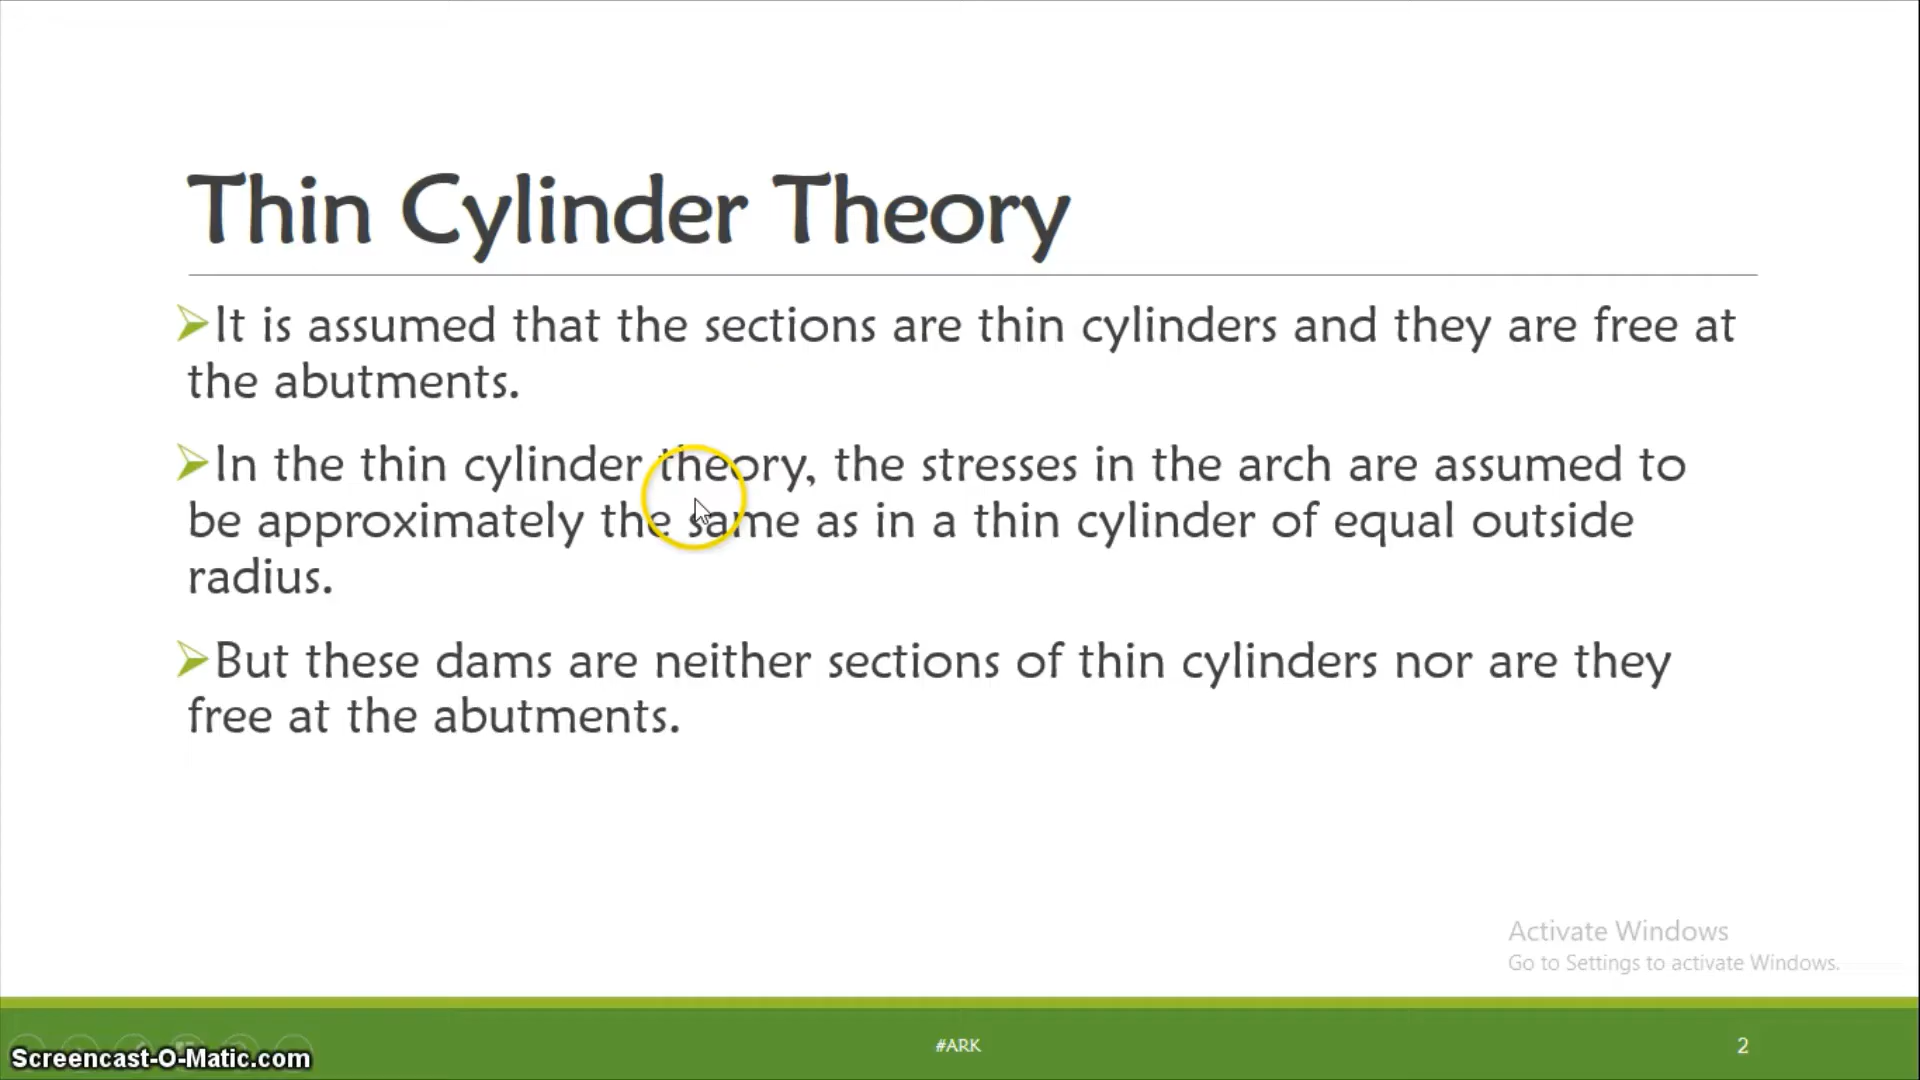 Thin Cylinder Theory
It is assumed that the sections are thin cylinders and they are free at
the abutments.
In the thin cylinder theory, the stresses in the arch are assumed to
be approximately the same as in a thin cylinder of equal outside
radius.
But these dams are neither sections of thin cylinders nor are they
free at the abutments.
Activate Windows
Go to Settings to activate Windows.
Screencast-O-Matic.com
#ARK
2